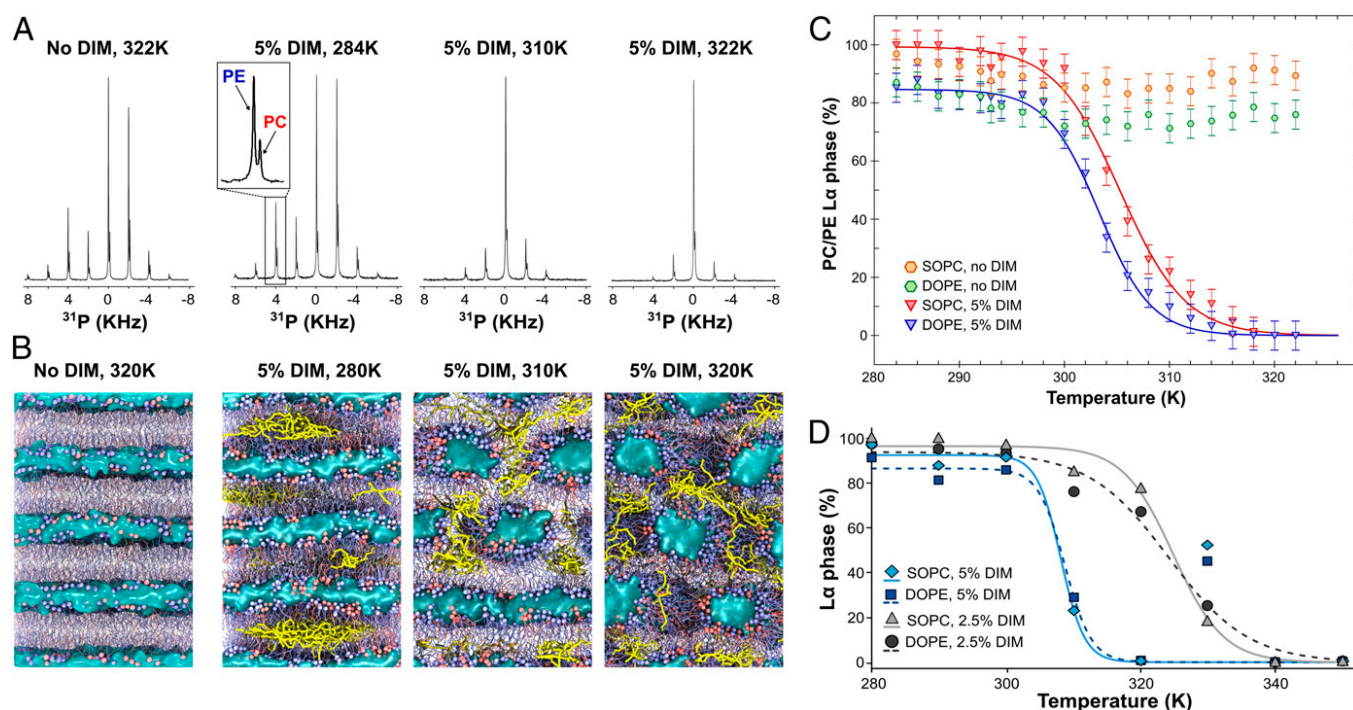 A
No DIM, 322K
5% DIM, 284K
5% DIM, 310K
5% DIM, 322K
PE
PC
8 4 0 -4 -8
8 4 0 -4 -8
8 4 0 -4 -8
8 4 0 -4 -8
³¹P (KHz)
³¹P (KHz)
³¹P (KHz)
³¹P (KHz)
B
No DIM, 320K
5% DIM, 280K
5% DIM, 310K
5% DIM, 320K
C
PC/PE Lα phase (%)
100
80
60
40
20
0
SOPC, no DIM
DOPE, no DIM
SOPC, 5% DIM
DOPE, 5% DIM
280 290 300 310 320
Temperature (K)
D
Lα phase (%)
100
80
60
40
20
0
SOPC, 5% DIM
DOPE, 5% DIM
SOPC, 2.5% DIM
DOPE, 2.5% DIM
280 300 320 340
Temperature (K)